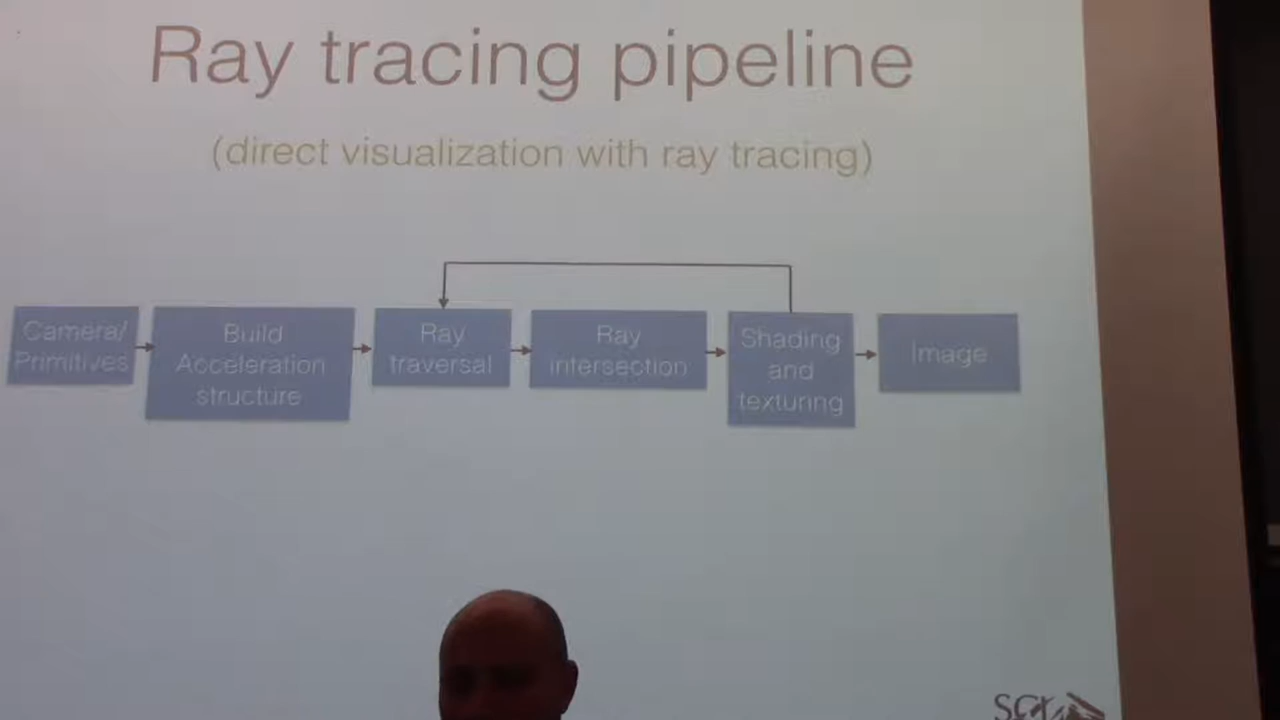 Ray tracing pipeline
(direct visualization with ray tracing)
Camera/
Primitives
Build
Acceleration
structure
Ray
traversal
Ray
intersection
Shading
and
texturing
Image